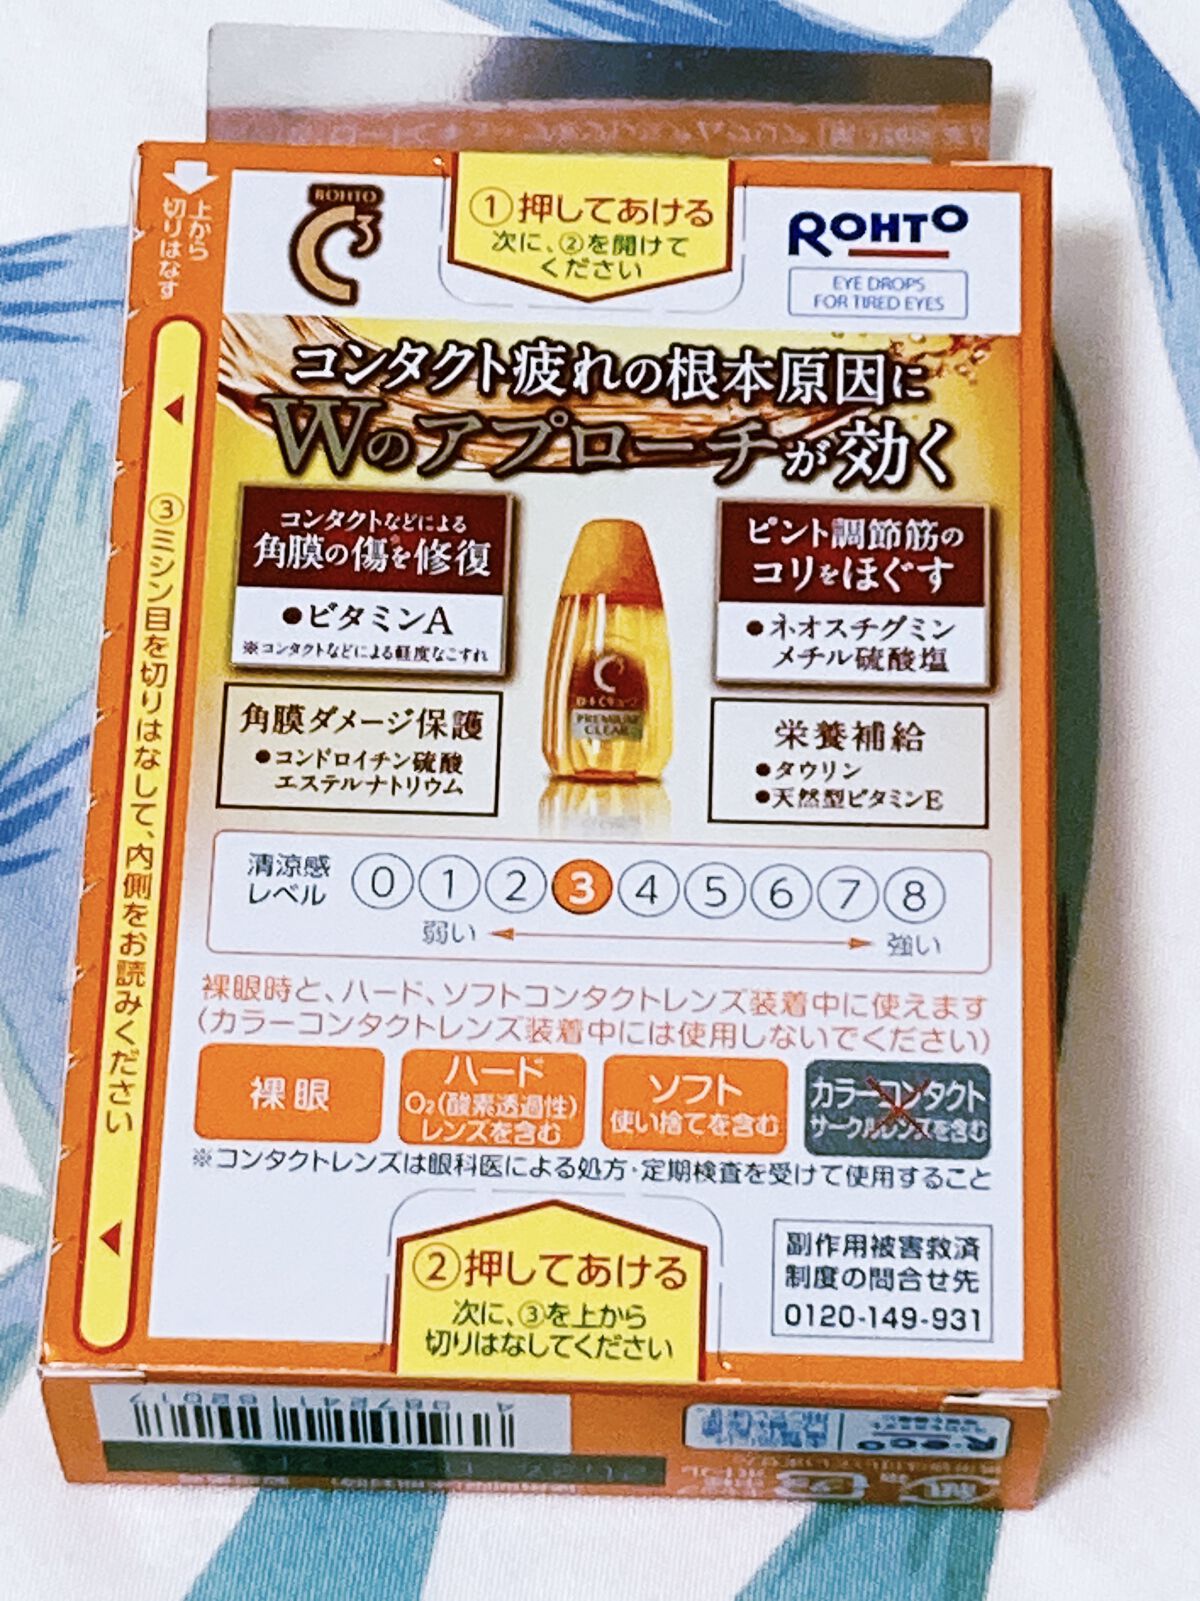 上から
切りはなす
ROHTO
C3
①押してあける
次に、②を開けて
ください
ROHTO
EYE DROPS
FOR TIRED EYES
コンタクト疲れの根本原因に
Wのアプローチが効く
コンタクトなどによる
角膜の傷※を修復
●ビタミンA
※コンタクトなどによる軽度なこすれ
ピント調節筋の
コリをほぐす
●ネオスチグミン
メチル硫酸塩
C3
ロートCキューブ
PREMIUM
CLEAR
角膜ダメージ保護
●コンドロイチン硫酸
エステルナトリウム
栄養補給
●タウリン
●天然型ビタミンE
③ミシン目を切りはなして、内側をお読みください
清涼感
レベル
0 1 2 3 4 5 6 7 8
弱い
強い
裸眼時と、ハード、ソフトコンタクトレンズ装着中に使えます
(カラーコンタクトレンズ装着中には使用しないでください)
裸眼
ハード
O₂(酸素透過性)
レンズを含む
ソフト
使い捨てを含む
カラーコンタクト
サークルレンズを含む
※コンタクトレンズは眼科医による処方・定期検査を受けて使用すること
②押してあける
次に、③を上から
切りはなしてください
副作用被害救済
制度の問合せ先
0120-149-931
4 987241 162017
R·eco